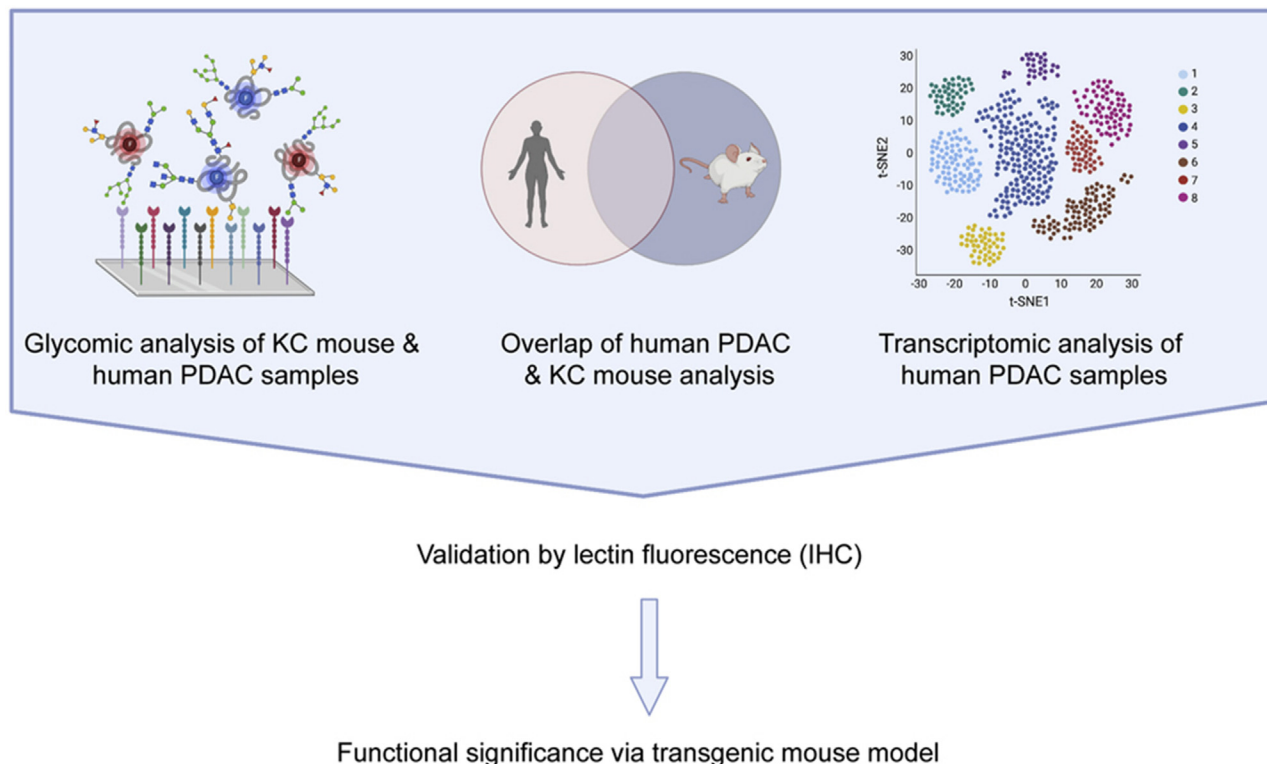 30
20
10
0
-10
-20
-30
t-SNE2
-30 -20 -10 0 10 20 30
t-SNE1
1
2
3
4
5
6
7
8
Glycomic analysis of KC mouse &
human PDAC samples
Overlap of human PDAC
& KC mouse analysis
Transcriptomic analysis of
human PDAC samples
Validation by lectin fluorescence (IHC)
Functional significance via transgenic mouse model